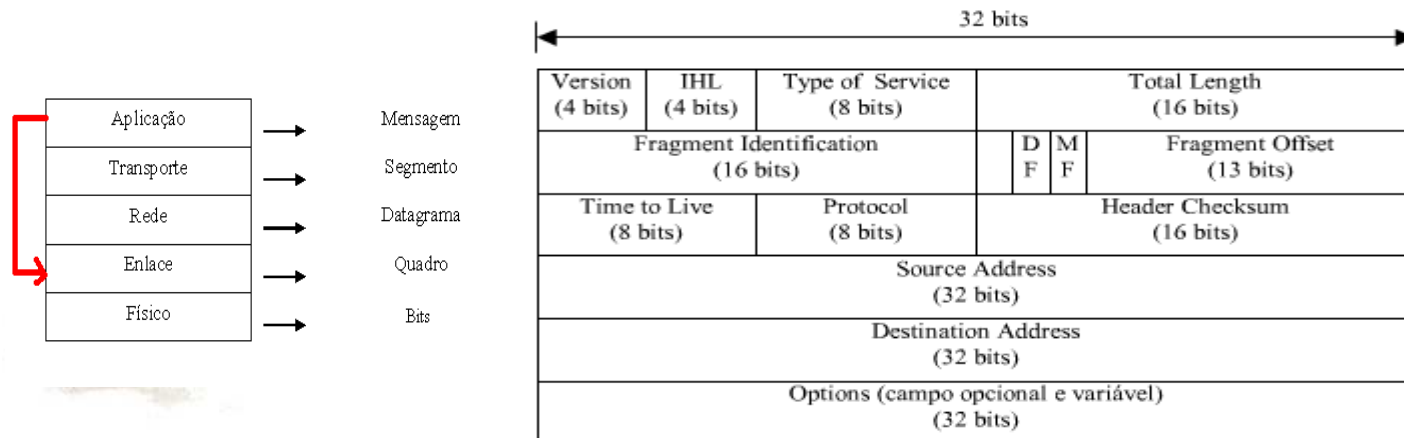 Aplicação
Mensagem
Transporte
Segmento
Rede
Datagrama
Enlace
Quadro
Físico
Bits
32 bits
Version IHL Type of Service Total Length
(4 bits) (4 bits) (8 bits) (16 bits)
Fragment Identification D M Fragment Offset
(16 bits) F F (13 bits)
Time to Live Protocol Header Checksum
(8 bits) (8 bits) (16 bits)
Source Address
(32 bits)
Destination Address
(32 bits)
Options (campo opcional e variável)
(32 bits)